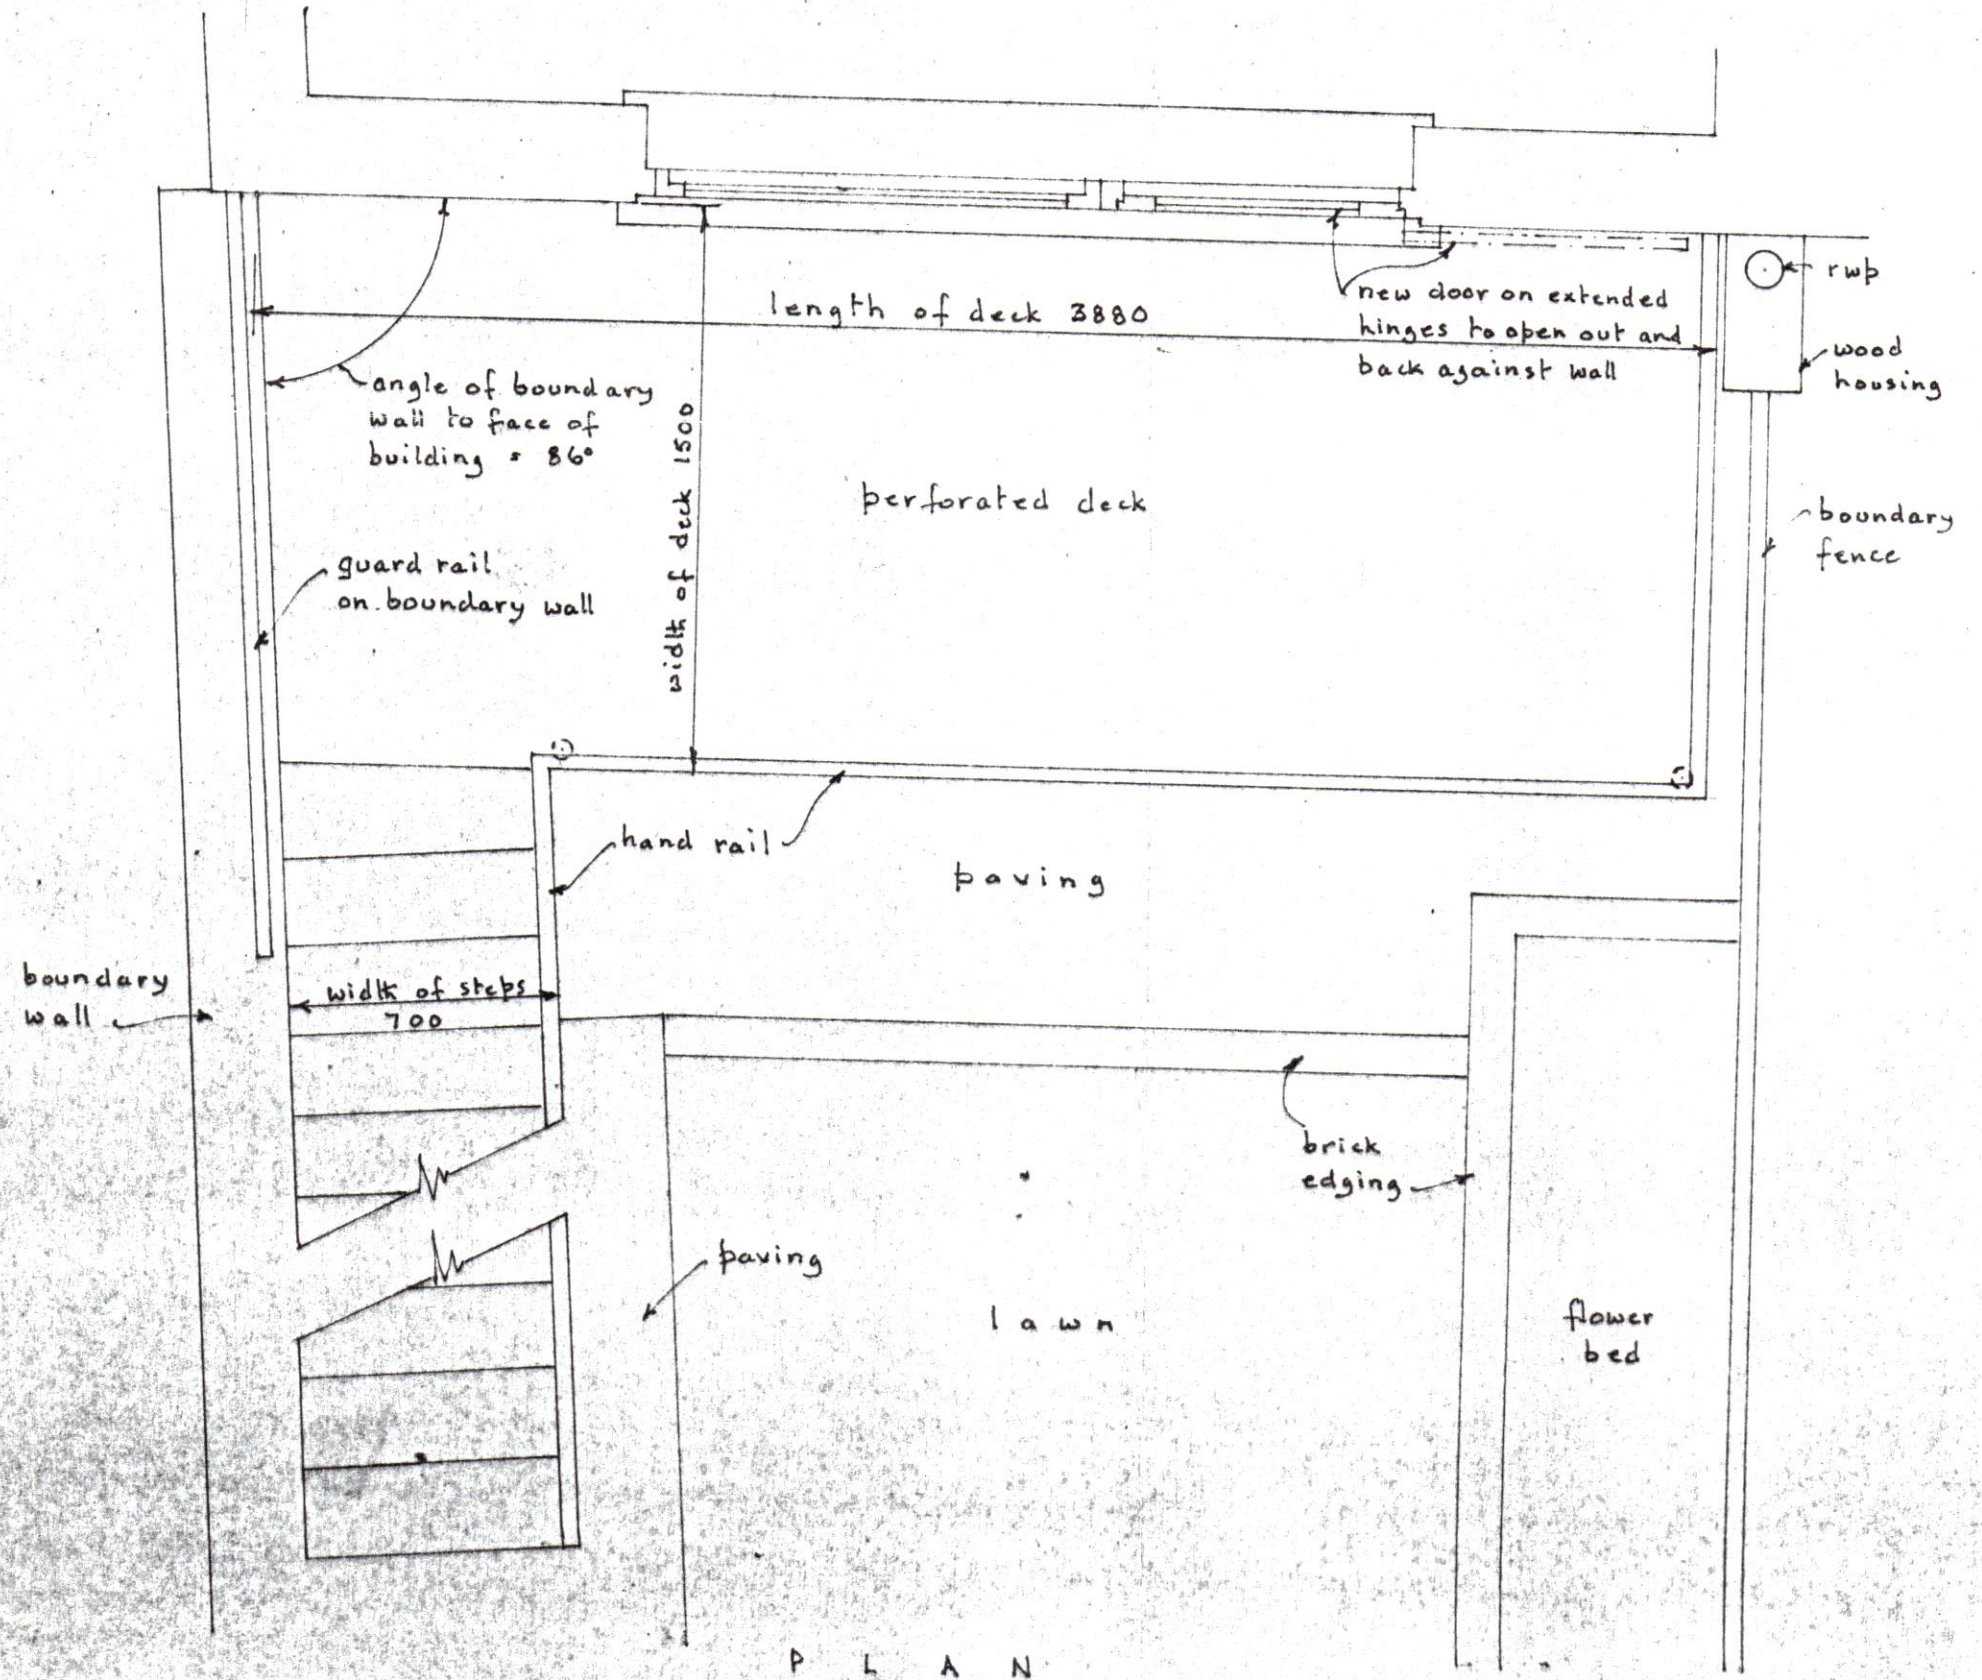 rwp
wood
housing
length of deck 3880
new door on extended
hinges to open out and
back against wall
angle of boundary
wall to face of
building = 86°
width of deck 1500
perforated deck
boundary
fence
guard rail
on boundary wall
hand rail
paving
boundary
wall
width of steps
700
brick
edging
paving
lawn
flower
bed
PLAN